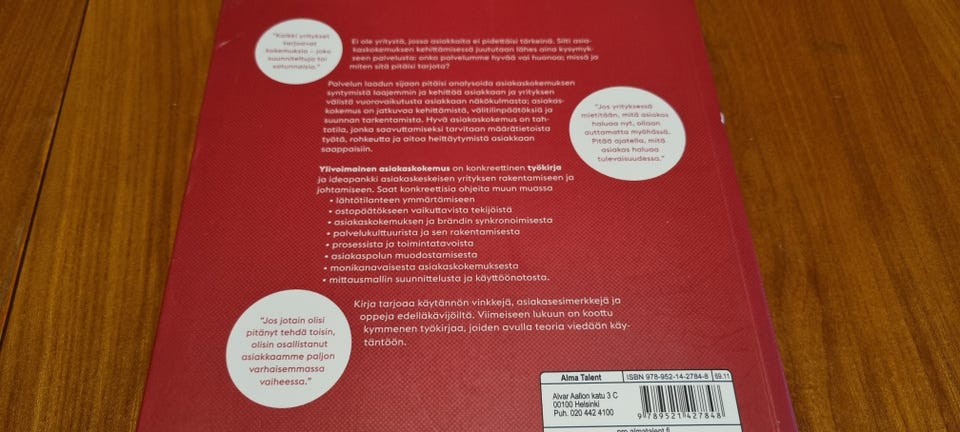 "Kaikki yritykset
tarjoavat
kokemuksia – joko
suunniteltuja tai
satunnaisia."
Ei ole yritystä, jossa asiakkaita ei pidettäisi tärkeinä. Silti asia-
kaskokemuksen kehittämisessä juututaan lähes aina kysymyk-
seen palvelusta: onko palvelumme hyvää vai huonoa; missä ja
miten sitä pitäisi tarjota?
Palvelun laadun sijaan pitäisi analysoida asiakaskokemuksen
syntymistä laajemmin ja kehittää asiakkaan ja yrityksen
välistä vuorovaikutusta asiakkaan näkökulmasta; asiakas-
kokemus on jatkuvaa kehittämistä, välitilinpäätöksiä ja
suunnan tarkentamista. Hyvä asiakaskokemus on tah-
totila, jonka saavuttamiseksi tarvitaan määrätietoista
työtä, rohkeutta ja aitoa heittäytymistä asiakkaan
saappaisiin.
"Jos yrityksessä
mietitään, mitä asiakas
haluaa nyt, ollaan
auttamatta myöhässä.
Pitää ajatella, mitä
asiakas haluaa
tulevaisuudessa."
Ylivoimainen asiakaskokemus on konkreettinen työkirja
ja ideapankki asiakaskeskeisen yrityksen rakentamiseen ja
johtamiseen. Saat konkreettisia ohjeita muun muassa
• lähtötilanteen ymmärtämiseen
• ostopäätökseen vaikuttavista tekijöistä
• asiakaskokemuksen ja brändin synkronoimisesta
• palvelukulttuurista ja sen rakentamisesta
• prosessista ja toimintatavoista
• asiakaspolun muodostamisesta
• monikanavaisesta asiakaskokemuksesta
• mittausmallin suunnittelusta ja käyttöönotosta.
Kirja tarjoaa käytännön vinkkejä, asiakasesimerkkejä ja
oppeja edelläkävijöiltä. Viimeiseen lukuun on koottu
kymmenen työkirjaa, joiden avulla teoria viedään käy-
täntöön.
"Jos jotain olisi
pitänyt tehdä toisin,
olisin osallistanut
asiakkaamme paljon
varhaisemmassa
vaiheessa."
Alma Talent
ISBN 978-952-14-2784-8
69.11
Alvar Aallon katu 3 C
00100 Helsinki
Puh. 020 442 4100
9 789521 427848
pro.almatalent.fi